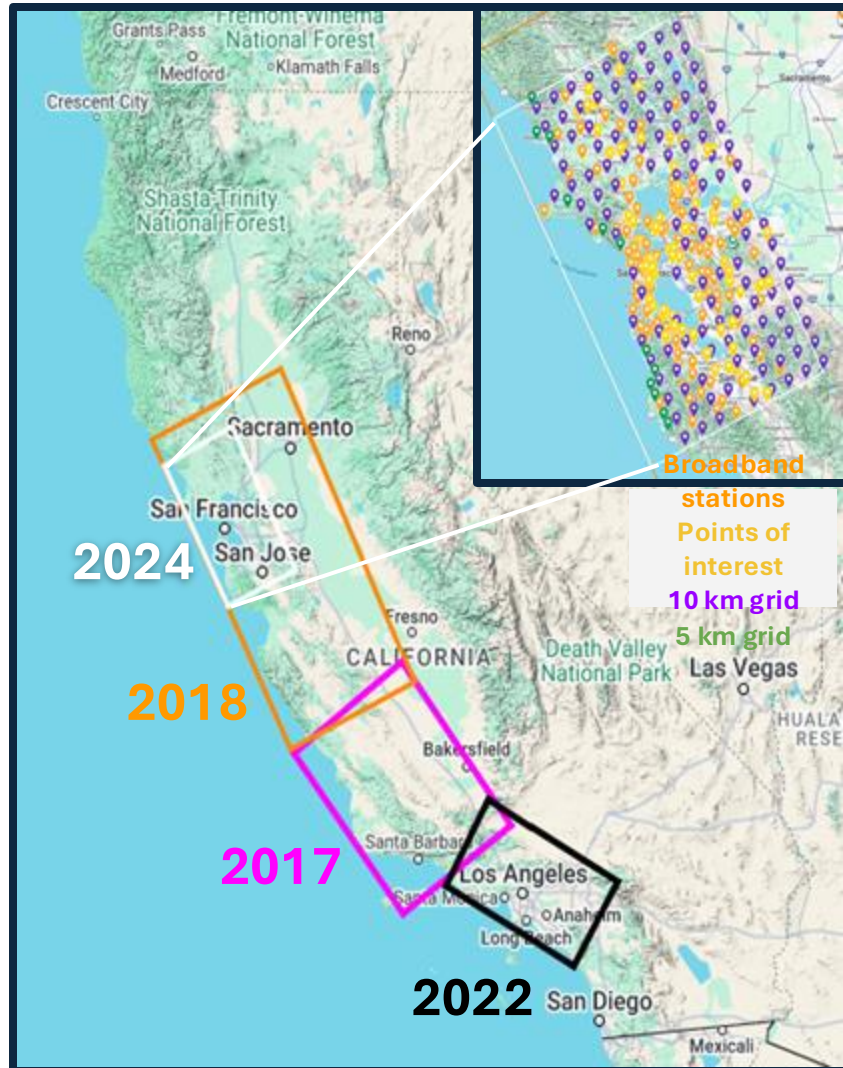 Fremont-Winema
National Forest
Grants Pass
Medford
Klamath Falls
Crescent City
Shasta-Trinity
National Forest
Reno
Sacramento
Sacramento
San Francisco
San Jose
2024
Broadband
stations
Points of
interest
10 km grid
5 km grid
Fresno
CALIFORNIA
Death Valley
National Park
Las Vegas
2018
HUALA
RESE
Bakersfield
Santa Barbara
2017
Los Angeles
Santa Monica
Anaheim
Long Beach
2022
San Diego
Mexicali